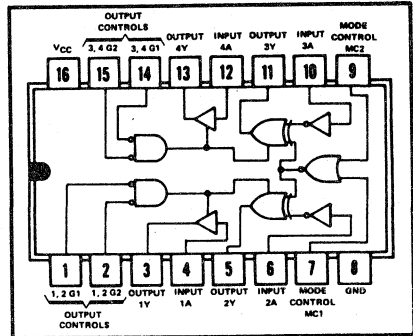 OUTPUT CONTROLS
VCC 3, 4 G2 3, 4 G1 OUTPUT 4Y INPUT 4A OUTPUT 3Y INPUT 3A MODE CONTROL MC2
16 15 14 13 12 11 10 9
1 2 3 4 5 6 7 8
1, 2 G1 1, 2 G2 OUTPUT 1Y INPUT 1A OUTPUT 2Y INPUT 2A MODE CONTROL MC1 GND
OUTPUT CONTROLS